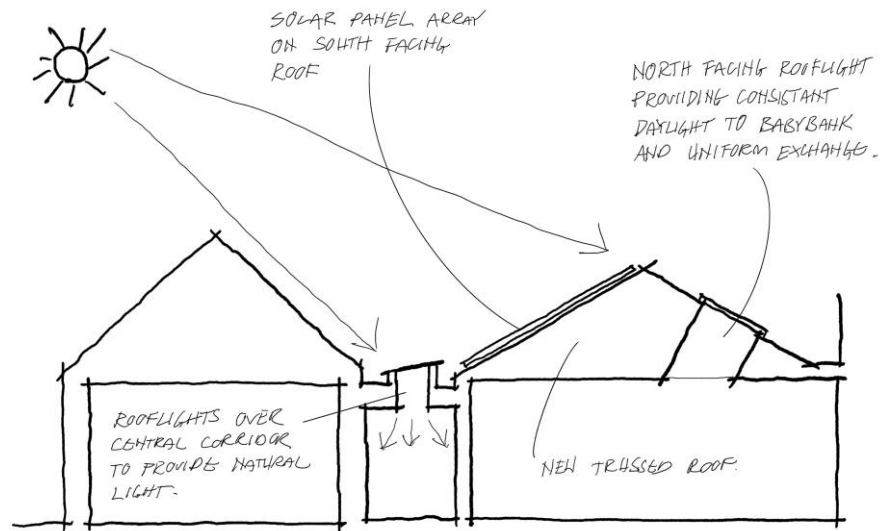 SOLAR PANEL ARRAY
ON SOUTH FACING
ROOF
NORTH FACING ROOFLIGHT
PROVIDING CONSISTANT
DAYLIGHT TO BABYBANK
AND UNIFORM EXCHANGE.
ROOFLIGHTS OVER
CENTRAL CORRIDOR
TO PROVIDE NATURAL
LIGHT.
NEW TRUSSED ROOF.